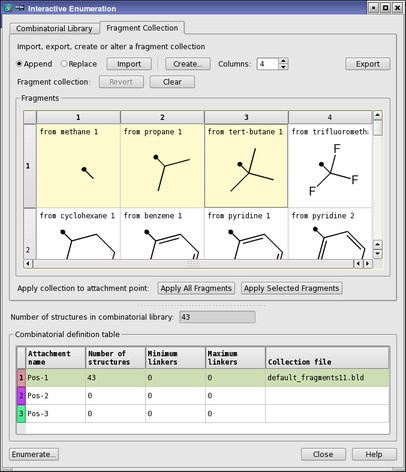 Interactive Enumeration
Combinatorial Library Fragment Collection
Import, export, create or alter a fragment collection
Append Replace Import Create... Columns: 4 Export
Fragment collection: Revert Clear
Fragments
1 2 3 4
1 from methane 1 from propane 1 from tert-butane 1 from trifluorometh
F
F
F
2 from cyclohexane 1 from benzene 1 from pyridine 1 from pyridine 2
Apply collection to attachment point: Apply All Fragments Apply Selected Fragments
Number of structures in combinatorial library: 43
Combinatorial definition table
Attachment name Number of structures Minimum linkers Maximum linkers Collection file
1 Pos-1 43 0 0 default_fragments11.bld
2 Pos-2 0 0 0
3 Pos-3 0 0 0
Enumerate... Close Help